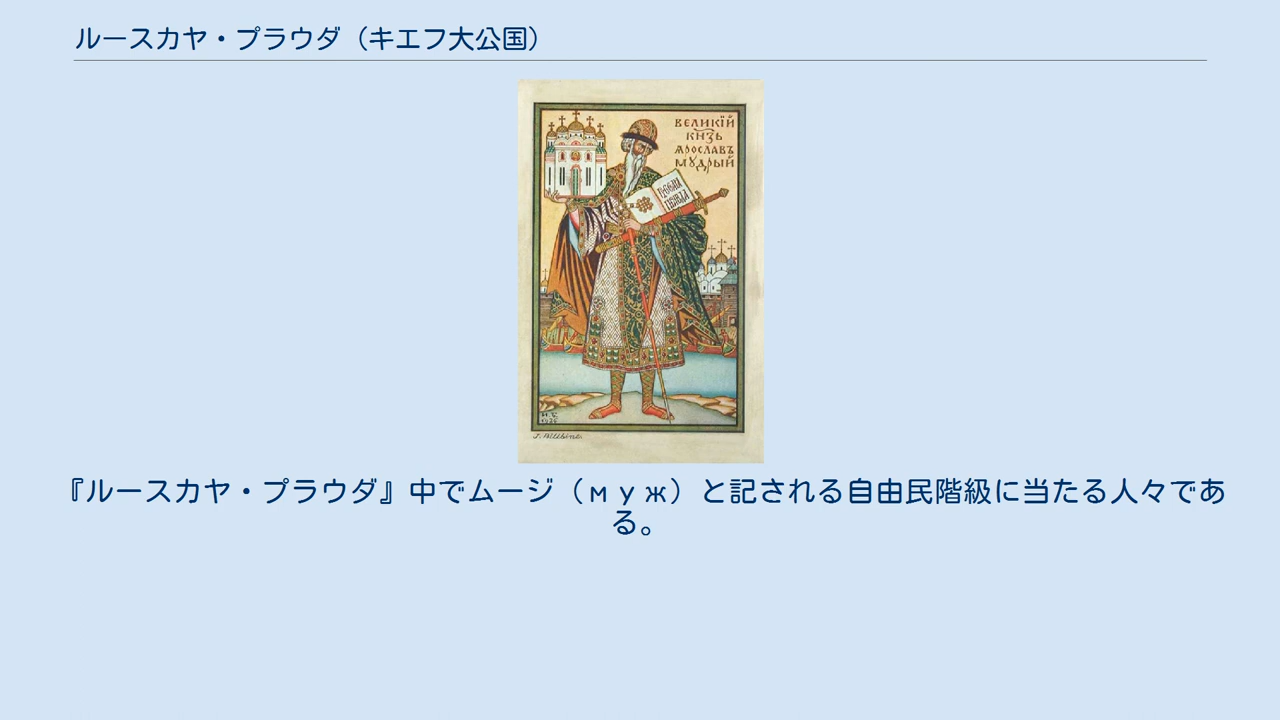 ルースカヤ・プラウダ（キエフ大公国）
ВЕЛИКІЙ
КНЗЬ
ЯРОСЛАВЪ
МУДРЫЙ
『ルースカヤ・プラウダ』中でムージ（муж）と記される自由民階級に当たる人々であ
る。